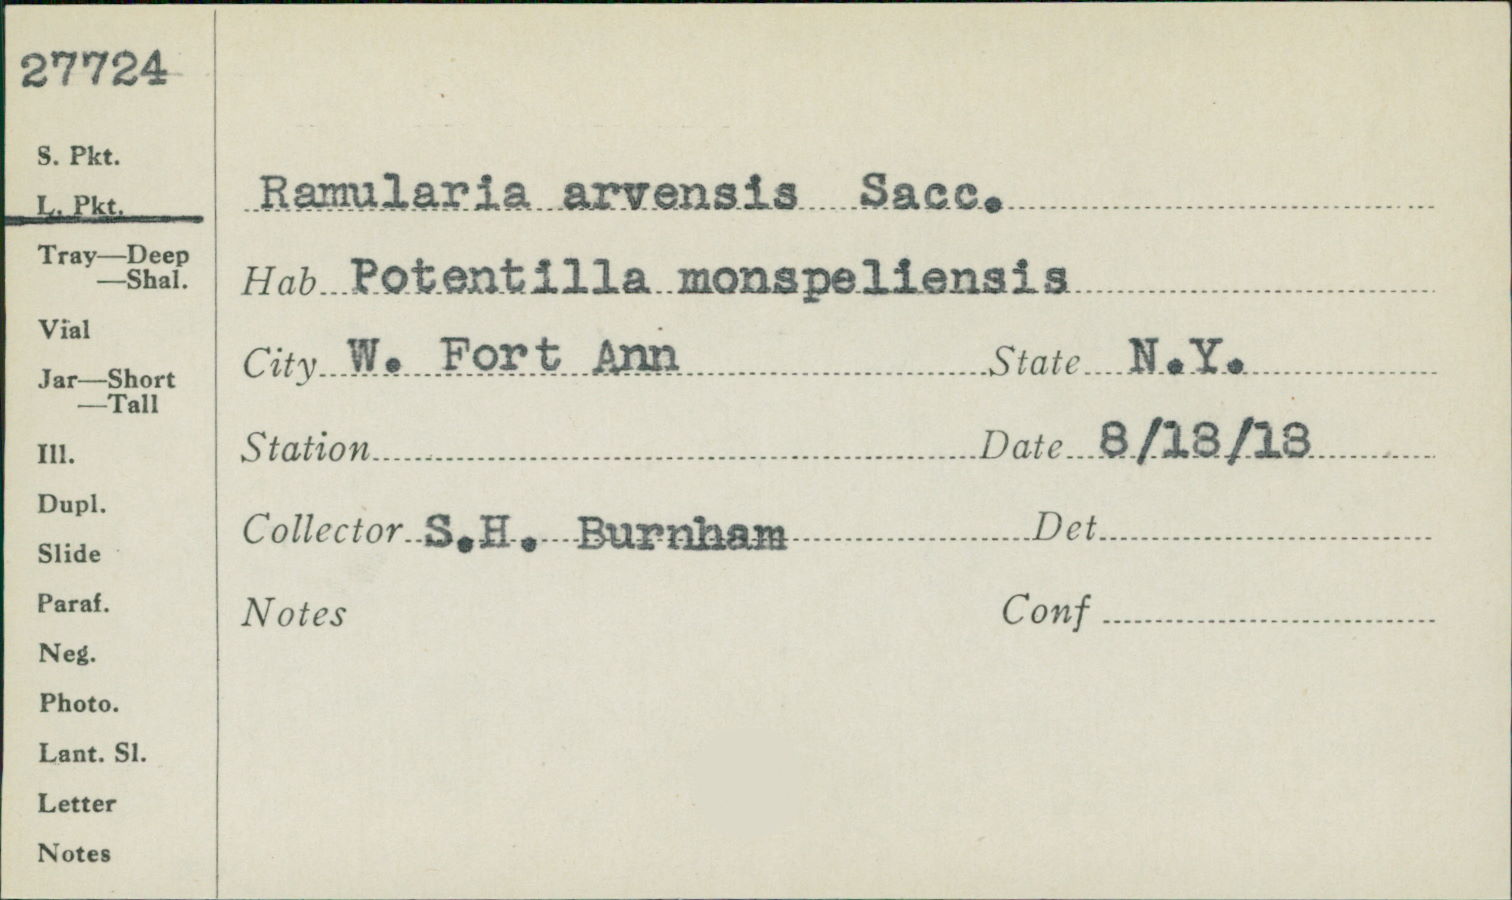 27724
S. Pkt.
L. Pkt.
Tray—Deep
—Shal.
Vial
Jar—Short
—Tall
Ill.
Dupl.
Slide
Paraf.
Neg.
Photo.
Lant. Sl.
Letter
Notes
Ramularia arvensis Sacc.
Hab Potentilla monspeliensis
City W. Fort Ann State N.Y.
Station Date 8/18/18
Collector S.H. Burnham Det
Notes Conf